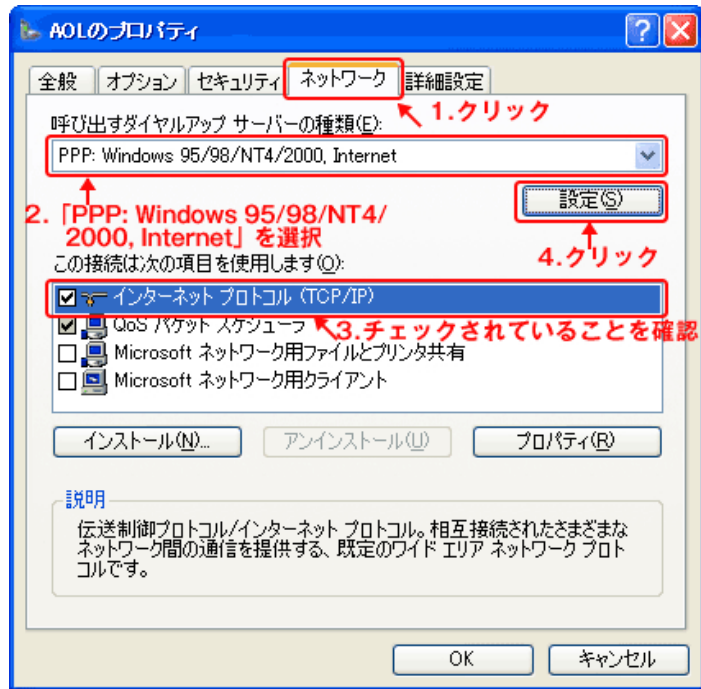 AOLのプロパティ
全般 オプション セキュリティ ネットワーク 詳細設定
1.クリック
呼び出すダイヤルアップ サーバーの種類(E):
PPP: Windows 95/98/NT4/2000, Internet
設定(S)
2.「PPP: Windows 95/98/NT4/
2000, Internet」を選択
4.クリック
この接続は次の項目を使用します(O):
インターネット プロトコル (TCP/IP)
QoS パケット スケジューラ
3.チェックされていることを確認
Microsoft ネットワーク用ファイルとプリンタ共有
Microsoft ネットワーク用クライアント
インストール(N)... アンインストール(U) プロパティ(R)
説明
伝送制御プロトコル/インターネット プロトコル。相互接続されたさまざまな
ネットワーク間の通信を提供する、既定のワイド エリア ネットワーク プロト
コルです。
OK キャンセル